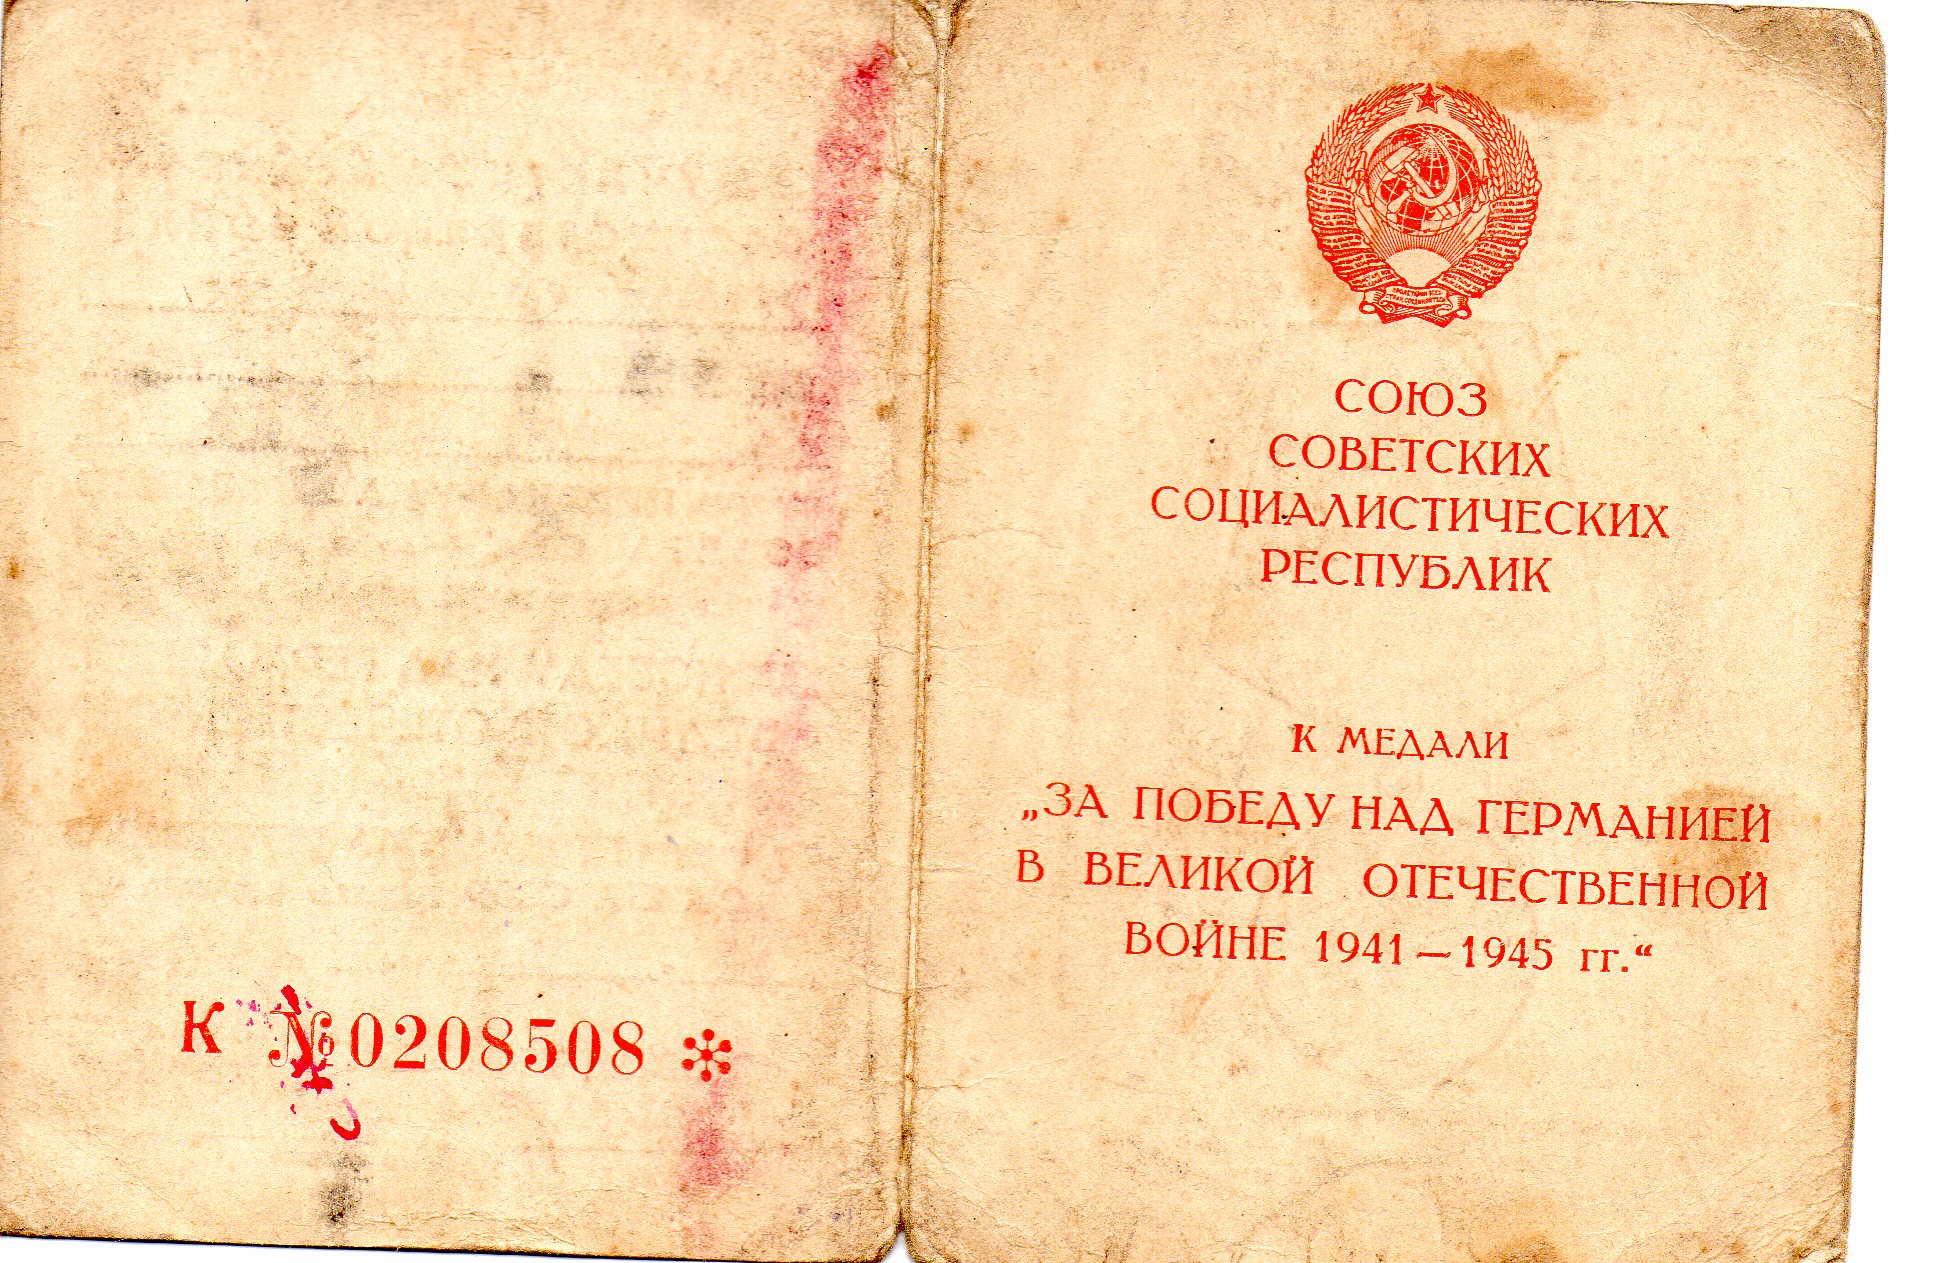 К №0208508
СОЮЗ
СОВЕТСКИХ
СОЦИАЛИСТИЧЕСКИХ
РЕСПУБЛИК
К МЕДАЛИ
„ЗА ПОБЕДУ НАД ГЕРМАНИЕЙ
В ВЕЛИКОЙ ОТЕЧЕСТВЕННОЙ
ВОЙНЕ 1941—1945 гг.“